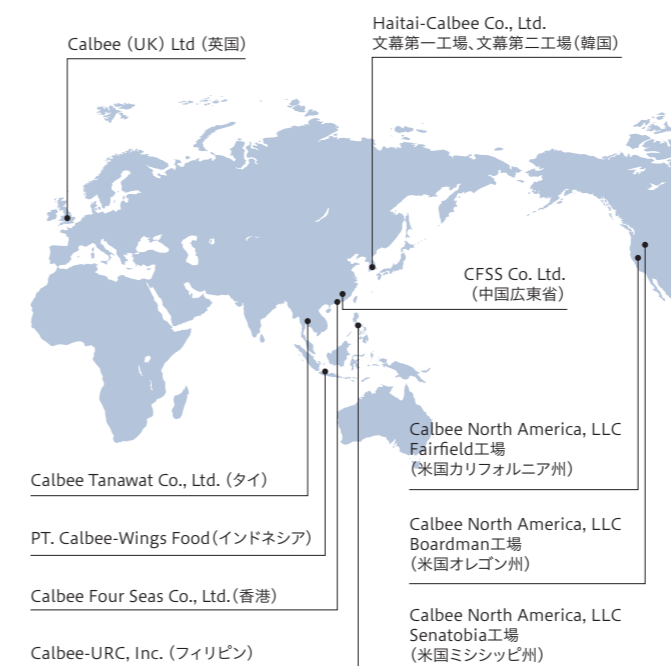 Calbee (UK) Ltd (英国)
Haitai-Calbee Co., Ltd.
文幕第一工場、文幕第二工場(韓国)
CFSS Co. Ltd.
(中国広東省)
Calbee North America, LLC
Fairfield工場
(米国カリフォルニア州)
Calbee Tanawat Co., Ltd. (タイ)
Calbee North America, LLC
Boardman工場
(米国オレゴン州)
PT. Calbee-Wings Food(インドネシア)
Calbee Four Seas Co., Ltd.(香港)
Calbee North America, LLC
Senatobia工場
(米国ミシシッピ州)
Calbee-URC, Inc. (フィリピン)